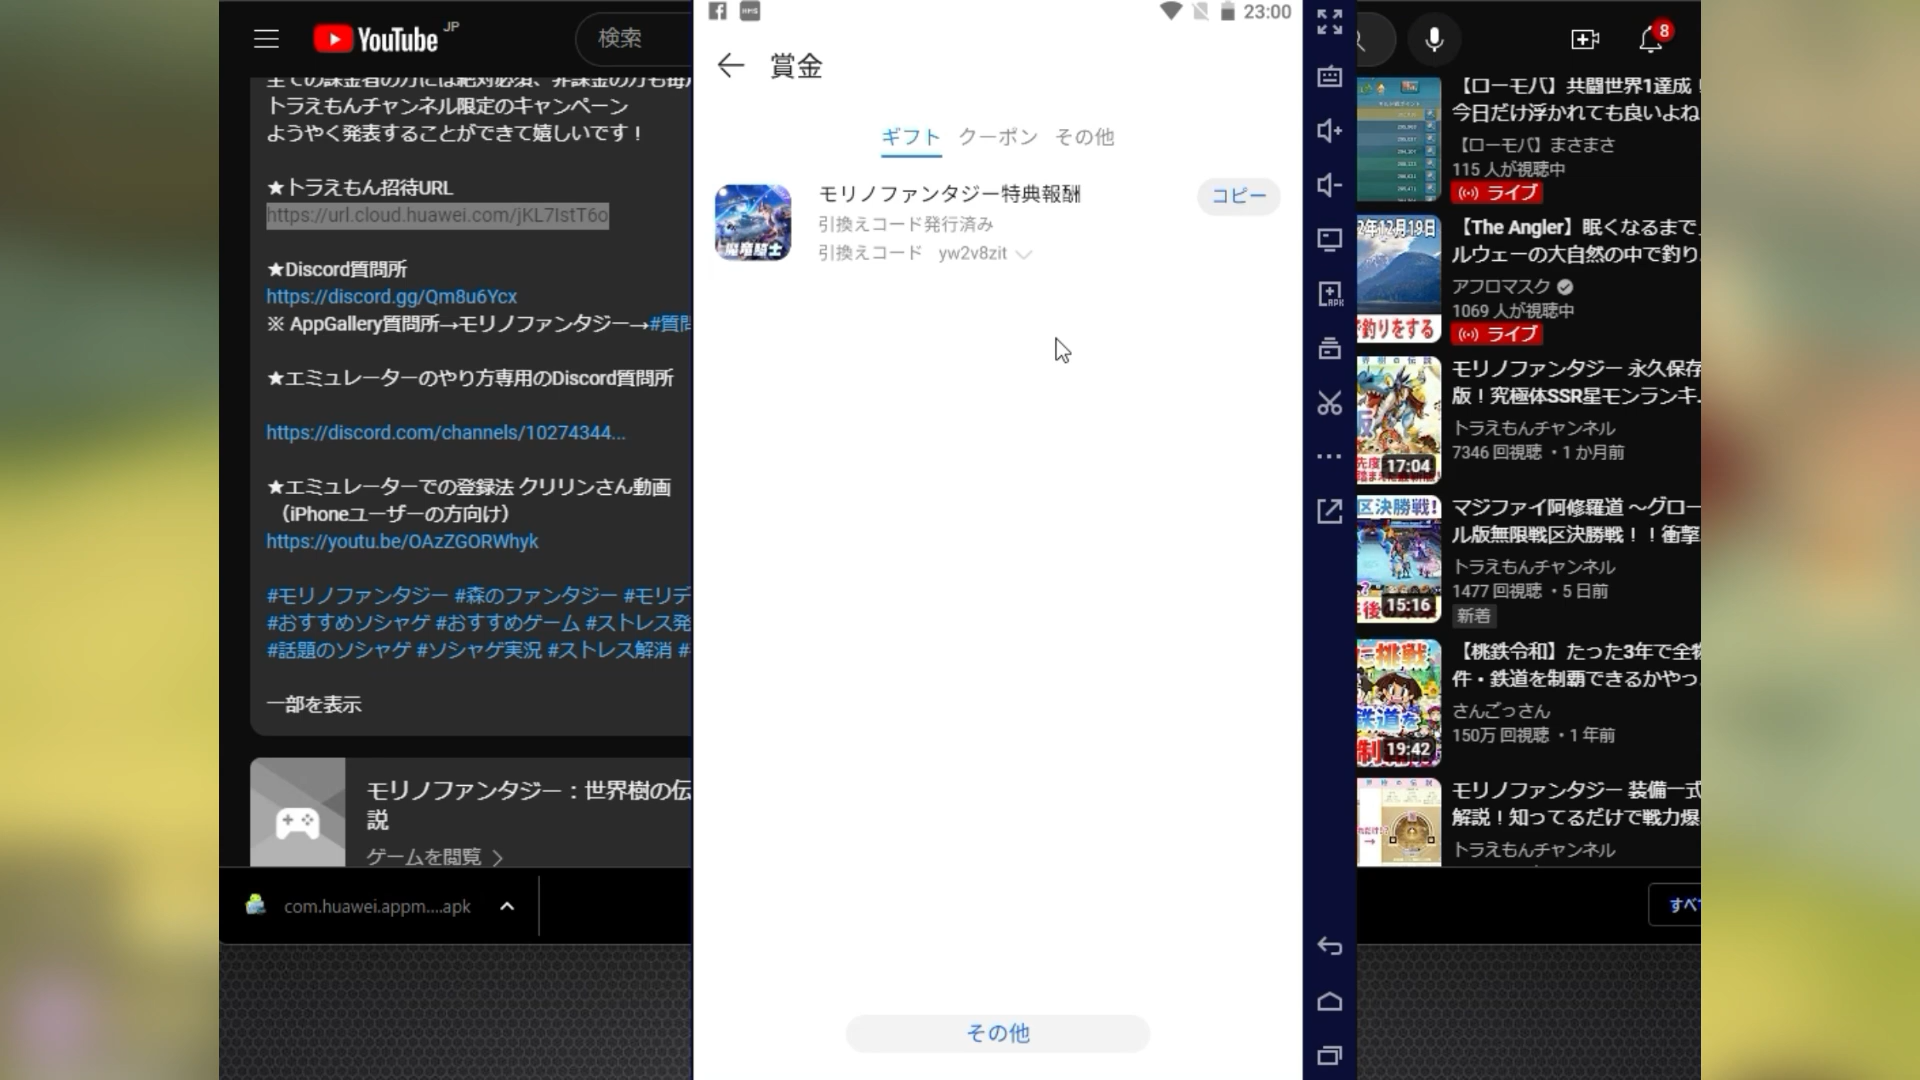 YouTube JP
検索
トラえもんチャンネル限定のキャンペーン
ようやく発表することができて嬉しいです！
★トラえもん招待URL
https://url.cloud.huawei.com/jKL7IstT6o
★Discord質問所
https://discord.gg/Qm8u6Ycx
※ AppGallery質問所→モリノファンタジー→#質問
★エミュレーターのやり方専用のDiscord質問所
https://discord.com/channels/10274344...
★エミュレーターでの登録法 クリリンさん動画
（iPhoneユーザーの方向け）
https://youtu.be/OAzZGORWhyk
#モリノファンタジー #森のファンタジー #モリデ
#おすすめソシャゲ #おすすめゲーム #ストレス発
#話題のソシャゲ #ソシャゲ実況 #ストレス解消 #
一部を表示
モリノファンタジー：世界樹の伝
説
ゲームを閲覧
com.huawei.appm....apk
23:00
賞金
ギフト クーポン その他
魔竜騎士
モリノファンタジー特典報酬
引換えコード発行済み
引換えコード yw2v8zit
コピー
その他
APK
8
【ローモバ】共闘世界1達成！
今日だけ浮かれても良いよね
【ローモバ】まさまさ
115 人が視聴中
ライブ
2年12月19日
で釣りをする
【The Angler】眠くなるまで
ルウェーの大自然の中で釣り
アフロマスク
1069 人が視聴中
ライブ
17:04
モリノファンタジー 永久保存
版！究極体SSR星モンランキ..
トラえもんチャンネル
7346 回視聴 ・1 か月前
区決勝戦!
15:16
マジファイ阿修羅道 ～グロー
ル版無限戦区決勝戦！！衝撃
トラえもんチャンネル
1477 回視聴 ・5 日前
新着
に挑戦
鉄道を
制
19:42
【桃鉄令和】たった3年で全物
件・鉄道を制覇できるかやっ
さんごっさん
150万 回視聴 ・1 年前
モリノファンタジー 装備一式
解説！知ってるだけで戦力爆
トラえもんチャンネル
すべ